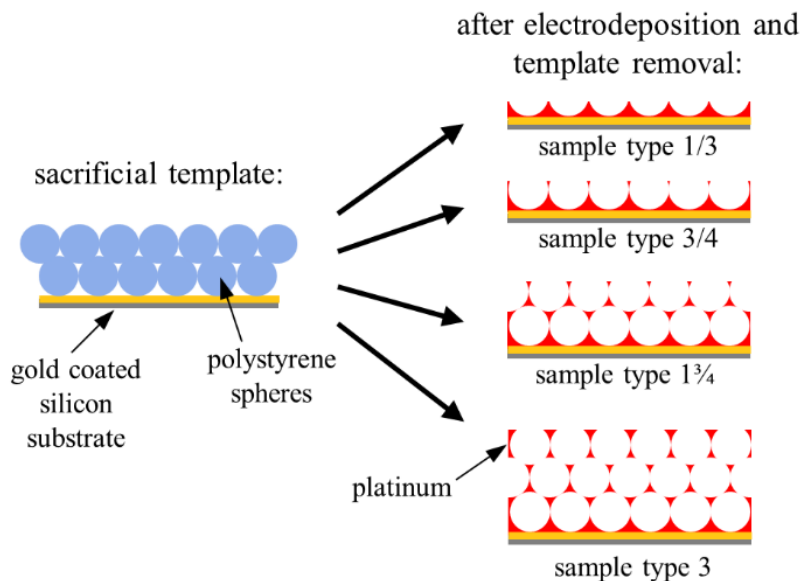 after electrodeposition and
template removal:
sample type 1/3
sacrificial template:
sample type 3/4
polystyrene
spheres
gold coated
silicon
substrate
sample type 1¾
platinum
sample type 3